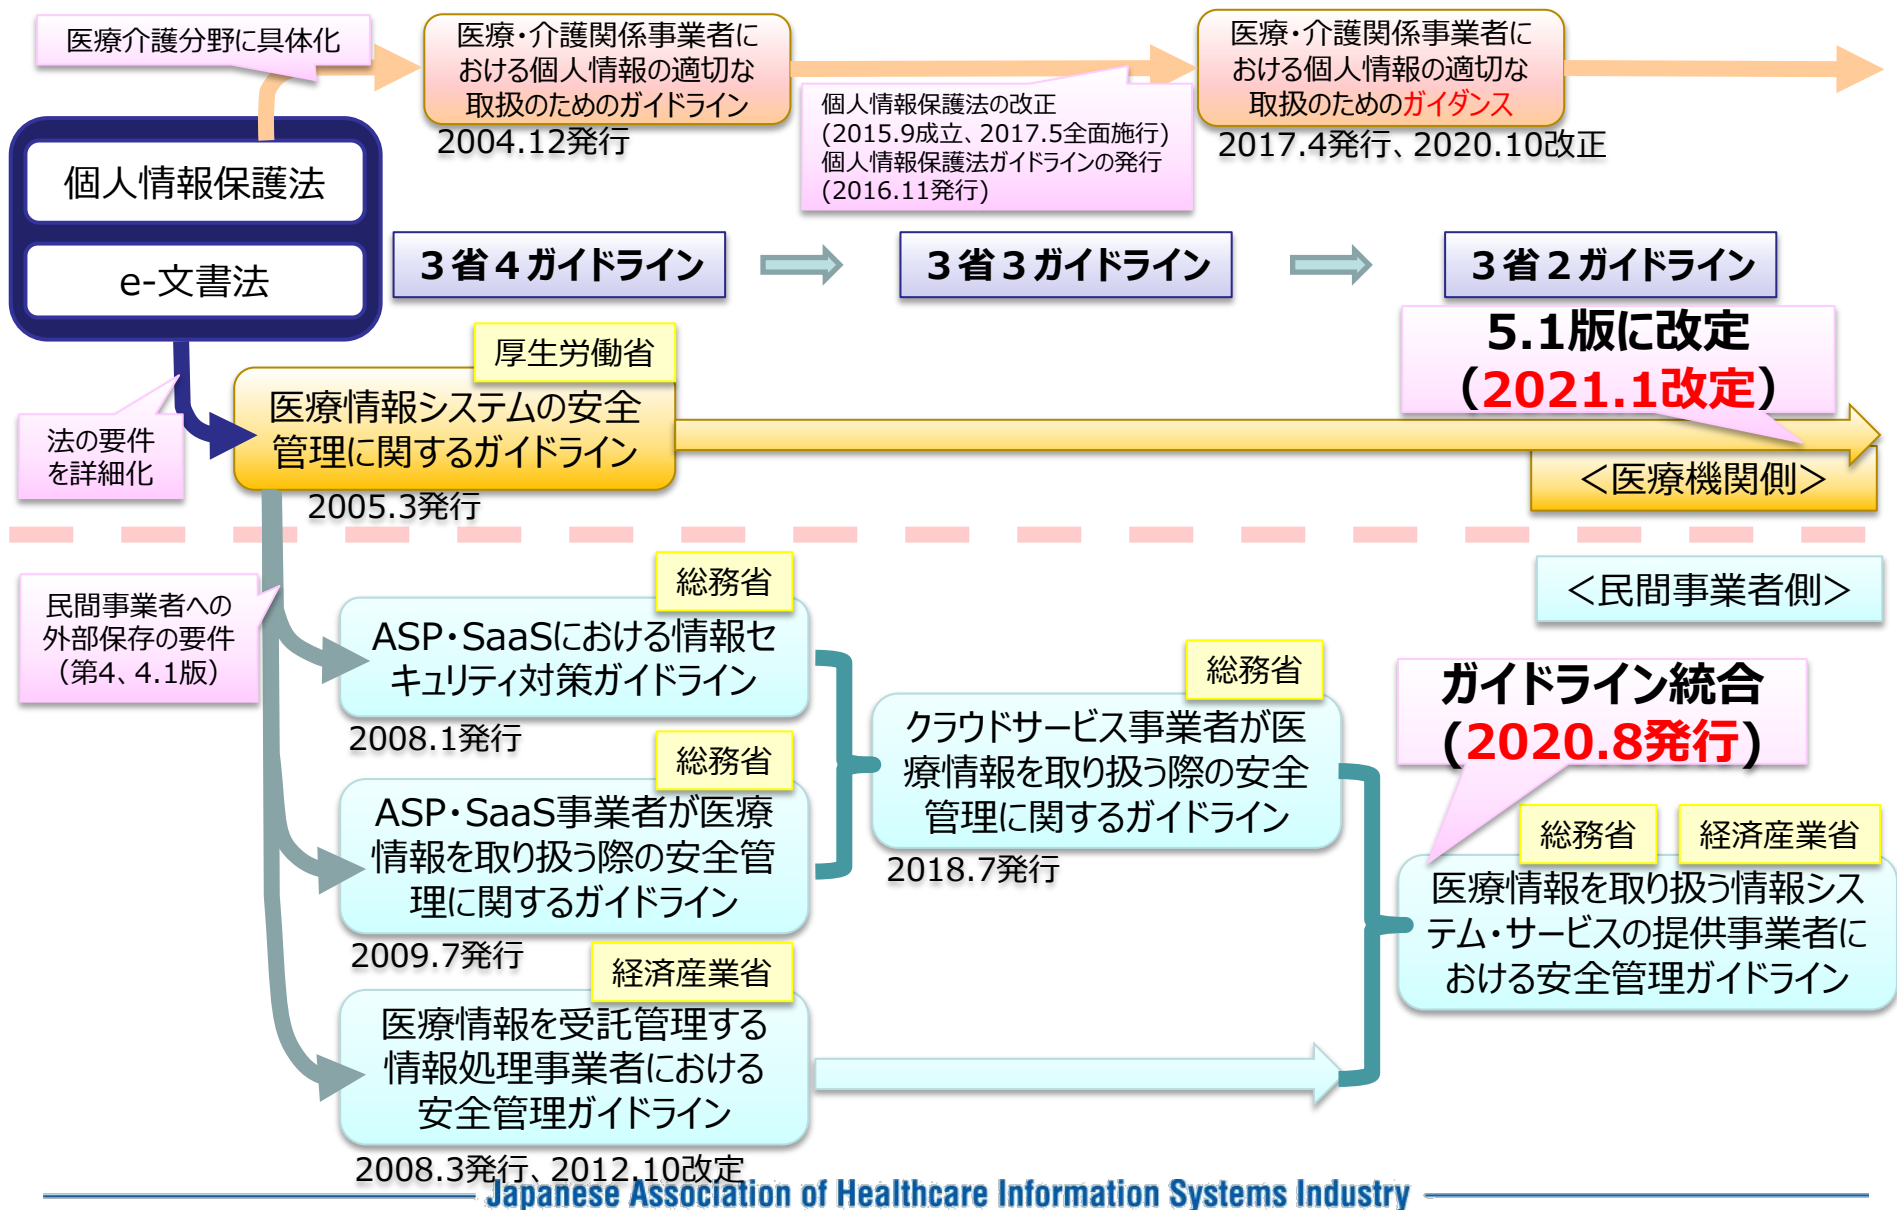 医療介護分野に具体化
医療・介護関係事業者に
おける個人情報の適切な
取扱のためのガイドライン
2004.12発行
個人情報保護法の改正
(2015.9成立、2017.5全面施行)
個人情報保護法ガイドラインの発行
(2016.11発行)
医療・介護関係事業者に
おける個人情報の適切な
取扱のためのガイダンス
2017.4発行、2020.10改正
個人情報保護法
e-文書法
３省４ガイドライン
３省３ガイドライン
３省２ガイドライン
5.1版に改定
(2021.1改定)
厚生労働省
医療情報システムの安全
管理に関するガイドライン
2005.3発行
法の要件
を詳細化
＜医療機関側＞
＜民間事業者側＞
民間事業者への
外部保存の要件
（第4、4.1版）
総務省
ASP・SaaSにおける情報セ
キュリティ対策ガイドライン
2008.1発行
総務省
ASP・SaaS事業者が医療
情報を取り扱う際の安全管
理に関するガイドライン
2009.7発行
経済産業省
医療情報を受託管理する
情報処理事業者における
安全管理ガイドライン
2008.3発行、2012.10改定
総務省
クラウドサービス事業者が医
療情報を取り扱う際の安全
管理に関するガイドライン
2018.7発行
ガイドライン統合
(2020.8発行)
総務省
経済産業省
医療情報を取り扱う情報シス
テム・サービスの提供事業者に
おける安全管理ガイドライン
Japanese Association of Healthcare Information Systems Industry